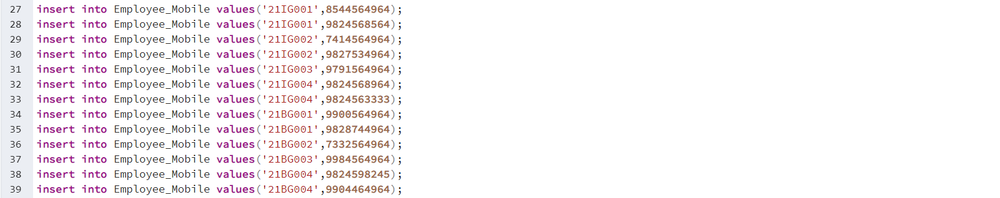 27 insert into Employee_Mobile values('21IG001',8544564964);
28 insert into Employee_Mobile values('21IG001',9824568564);
29 insert into Employee_Mobile values('21IG002',7414564964);
30 insert into Employee_Mobile values('21IG002',9827534964);
31 insert into Employee_Mobile values('21IG003',9791564964);
32 insert into Employee_Mobile values('21IG004',9824568964);
33 insert into Employee_Mobile values('21IG004',9824563333);
34 insert into Employee_Mobile values('21BG001',9900564964);
35 insert into Employee_Mobile values('21BG001',9828744964);
36 insert into Employee_Mobile values('21BG002',7332564964);
37 insert into Employee_Mobile values('21BG003',9984564964);
38 insert into Employee_Mobile values('21BG004',9824598245);
39 insert into Employee_Mobile values('21BG004',9904464964);